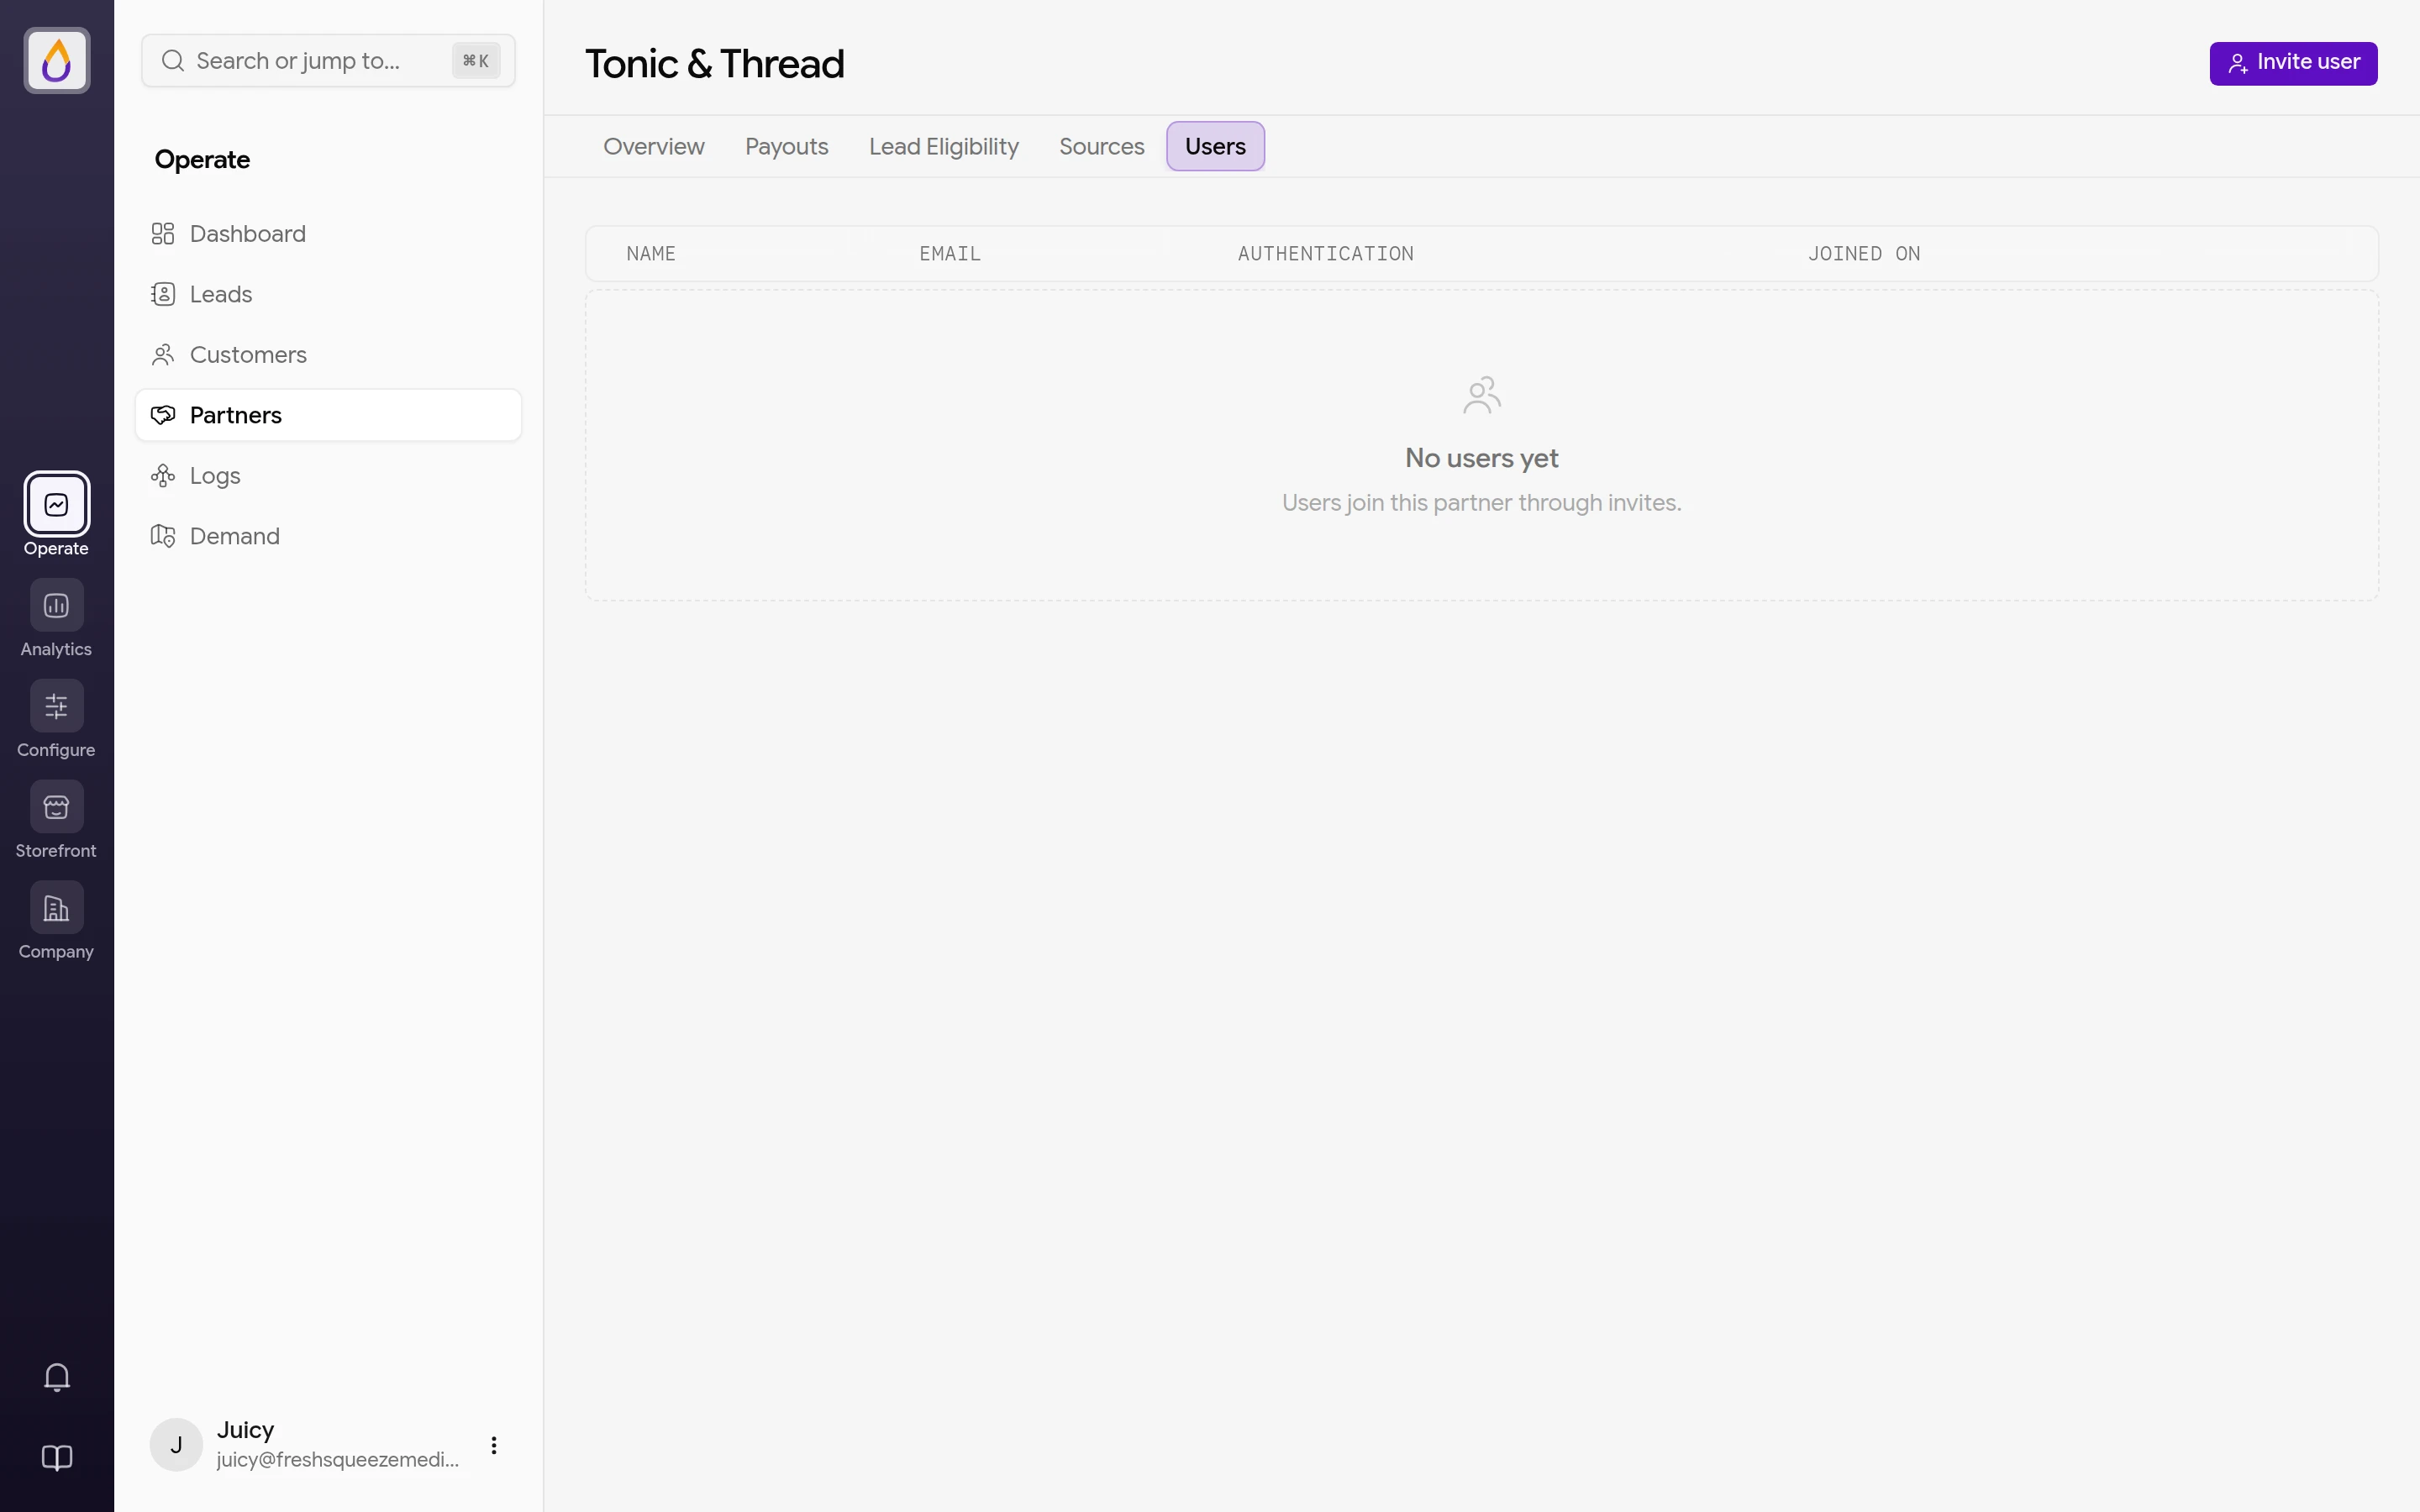 Search or jump to...
⌘ K
Operate
Dashboard
Leads
Customers
Partners
Logs
Demand
Operate
Analytics
Configure
Storefront
Company
J
Juicy
juicy@freshsqueezemedi...
Tonic & Thread
Invite user
Overview
Payouts
Lead Eligibility
Sources
Users
NAME
EMAIL
AUTHENTICATION
JOINED ON
No users yet
Users join this partner through invites.